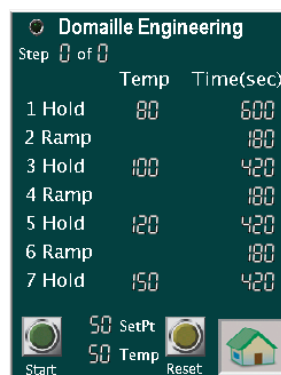 Domaille Engineering
Step 0 of 0
Temp Time(sec)
1 Hold 80 600
2 Ramp 180
3 Hold 100 420
4 Ramp 180
5 Hold 120 420
6 Ramp 180
7 Hold 150 420
50 SetPt
50 Temp
Start Reset